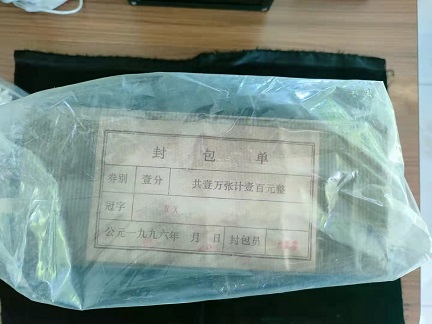 封包单
券别 壹分 共壹万张计壹百元整
冠字 XX
公元一九九六年 月 日 封包员